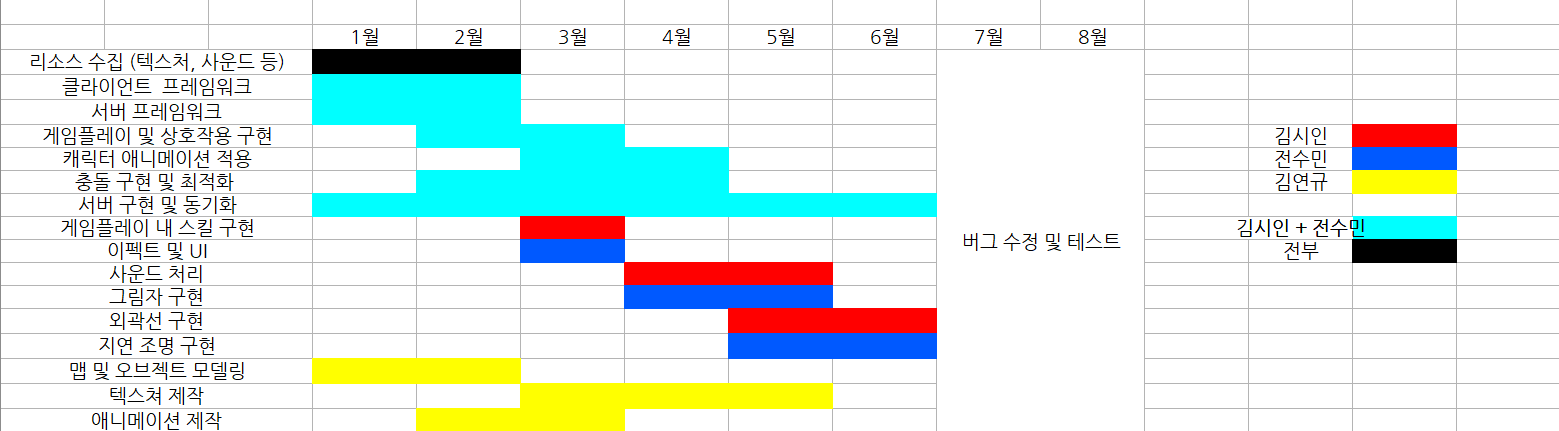 1월 2월 3월 4월 5월 6월 7월 8월
리소스 수집 (텍스처, 사운드 등)
클라이언트 프레임워크
서버 프레임워크
게임플레이 및 상호작용 구현
캐릭터 애니메이션 적용
충돌 구현 및 최적화
서버 구현 및 동기화
게임플레이 내 스킬 구현
이펙트 및 UI
사운드 처리
그림자 구현
외곽선 구현
지연 조명 구현
맵 및 오브젝트 모델링
텍스쳐 제작
애니메이션 제작
버그 수정 및 테스트
김시인
전수민
김연규
김시인 + 전수민
전부